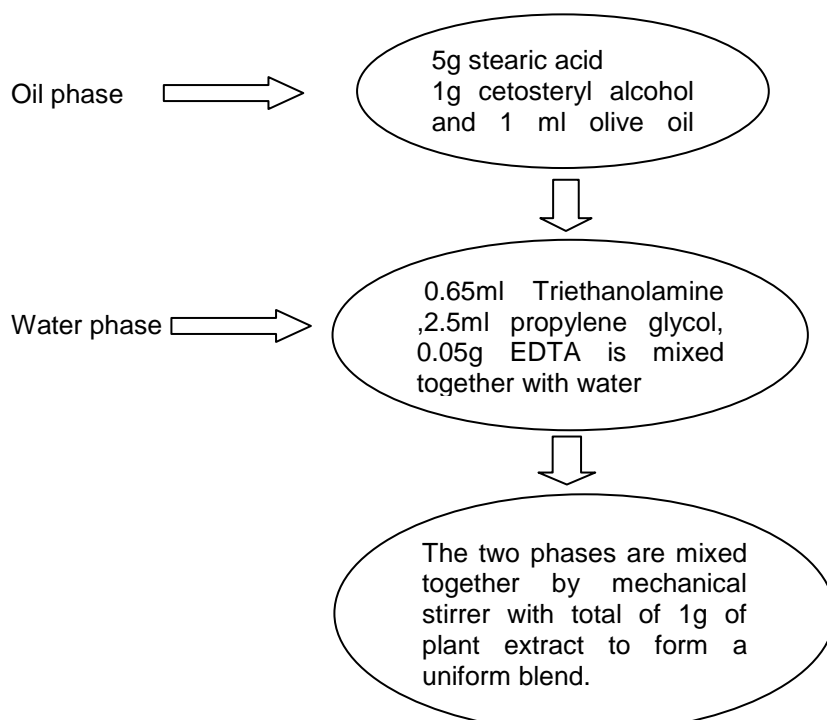 5g stearic acid
Oil phase
1g cetosteryl alcohol
and 1 ml olive oil
0.65ml Triethanolamine
Water phase
,2.5ml propylene glycol,
0.05g EDTA is mixed
together with water
The two phases are mixed
together by mechanical
stirrer with total of 1g of
plant extract to form a
uniform blend.